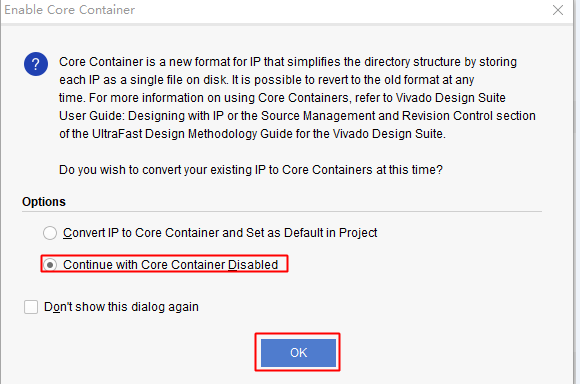 Enable Core Container
Core Container is a new format for IP that simplifies the directory structure by storing
each IP as a single file on disk. It is possible to revert to the old format at any
time. For more information on using Core Containers, refer to Vivado Design Suite
User Guide: Designing with IP or the Source Management and Revision Control section
of the UltraFast Design Methodology Guide for the Vivado Design Suite.
Do you wish to convert your existing IP to Core Containers at this time?
Options
Convert IP to Core Container and Set as Default in Project
Continue with Core Container Disabled
Don't show this dialog again
OK